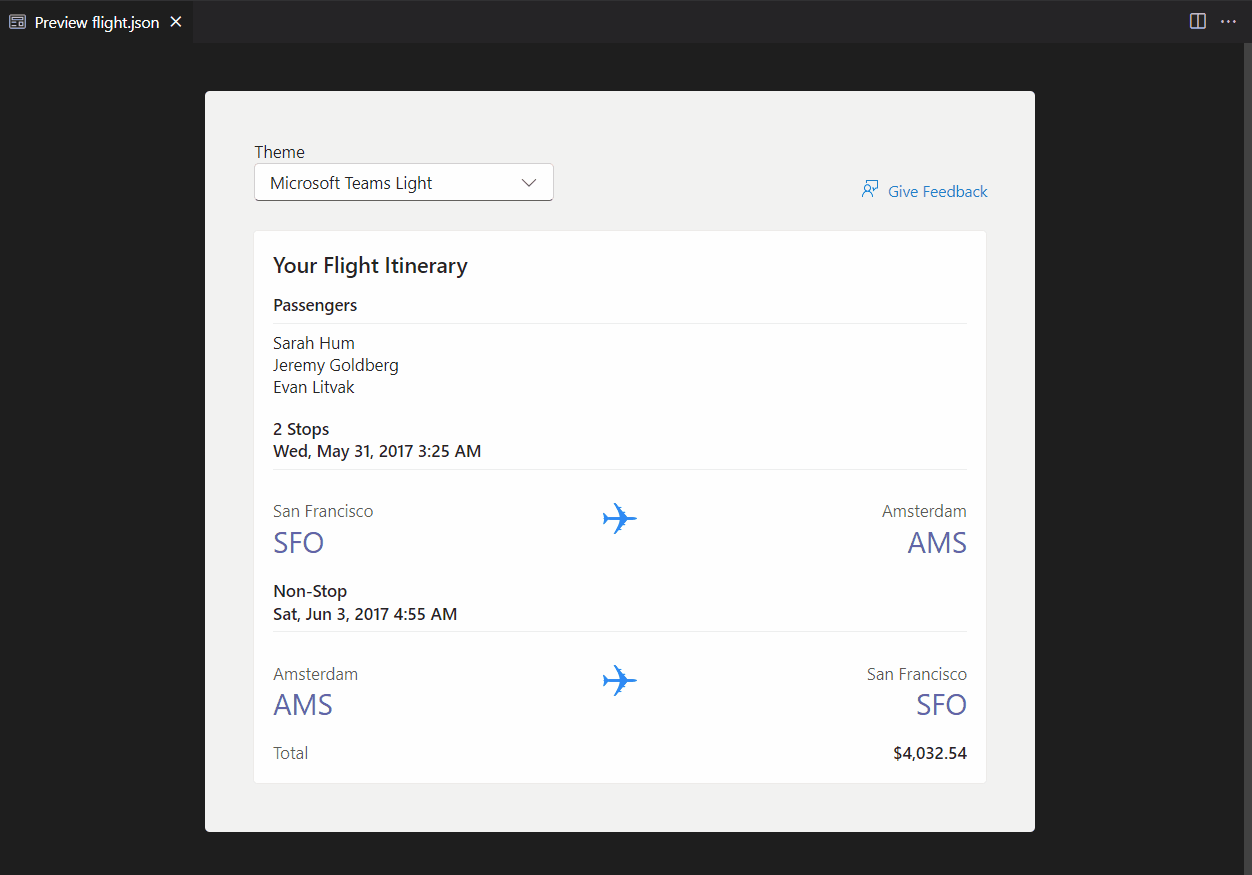 Preview flight.json
Theme
Microsoft Teams Light
Give Feedback
Your Flight Itinerary
Passengers
Sarah Hum
Jeremy Goldberg
Evan Litvak
2 Stops
Wed, May 31, 2017 3:25 AM
San Francisco Amsterdam
SFO AMS
Non-Stop
Sat, Jun 3, 2017 4:55 AM
Amsterdam San Francisco
AMS SFO
Total $4,032.54